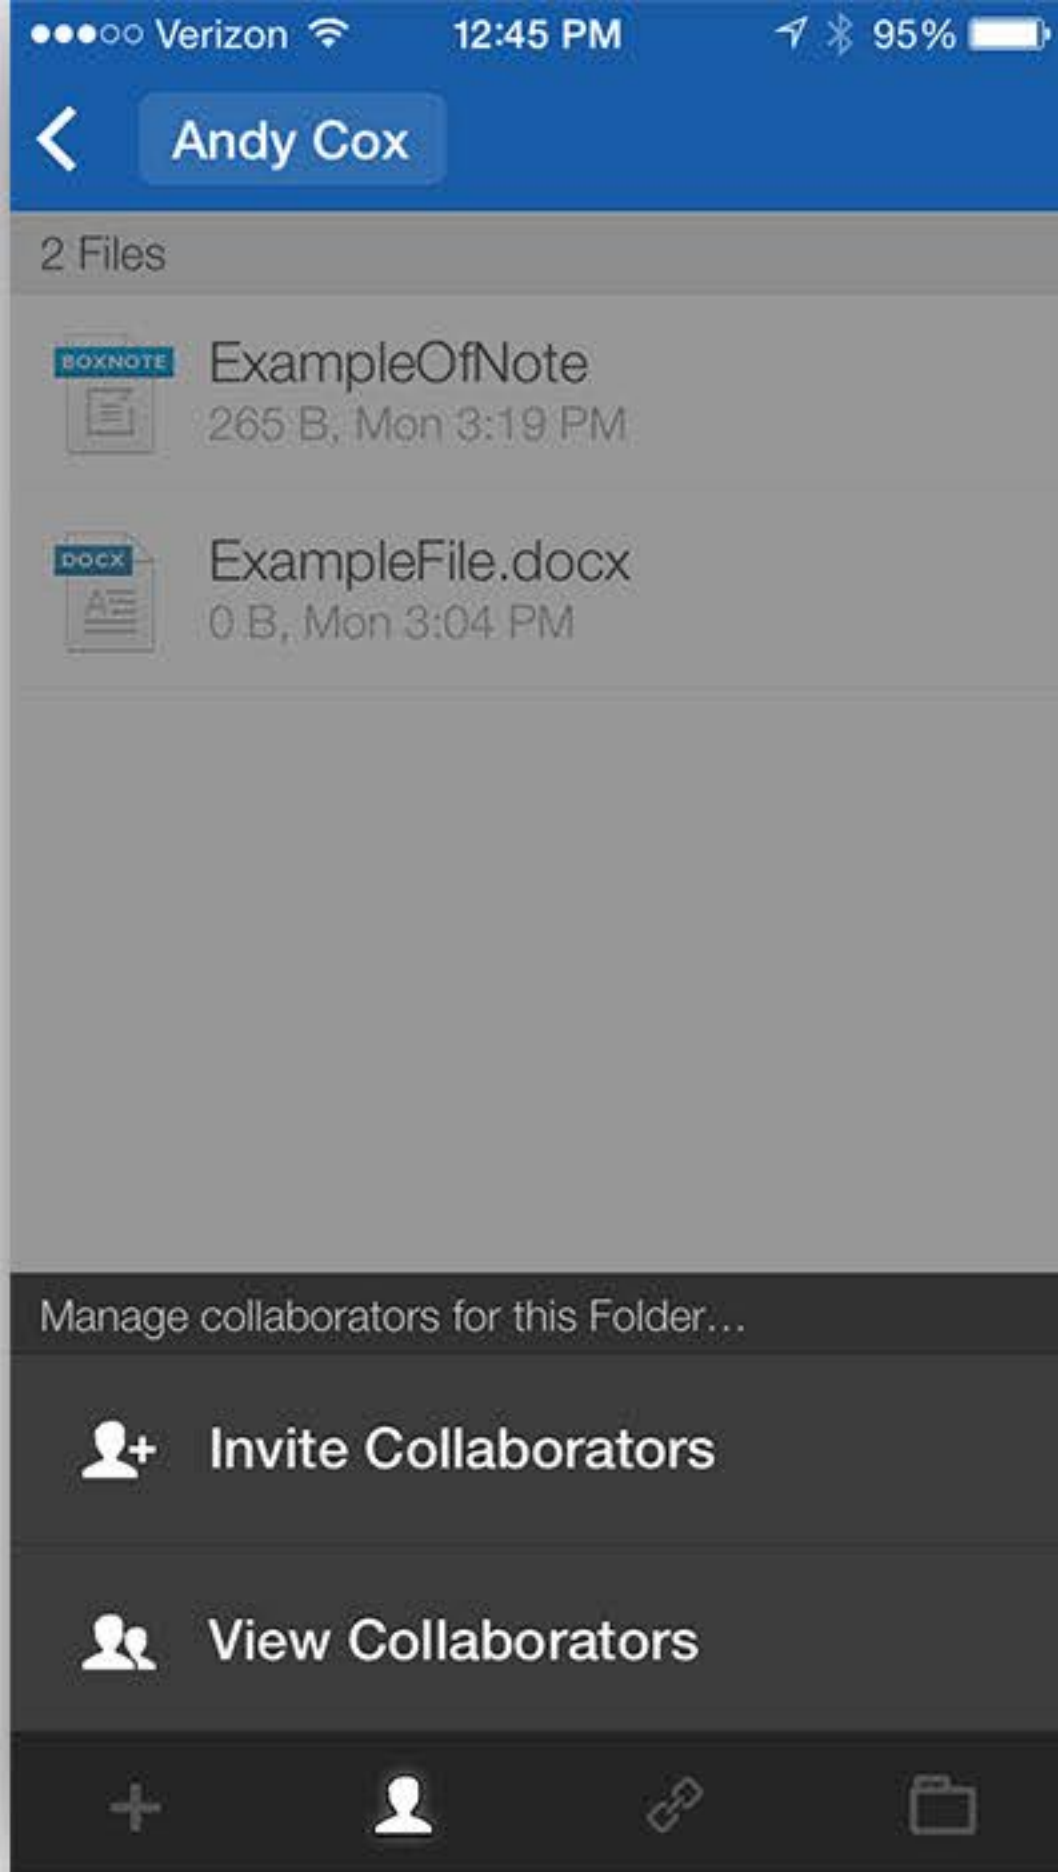 Verizon 12:45 PM 95%
Andy Cox
2 Files
BOXNOTE
ExampleOfNote
265 B, Mon 3:19 PM
DOCX
ExampleFile.docx
0 B, Mon 3:04 PM
Manage collaborators for this Folder...
Invite Collaborators
View Collaborators